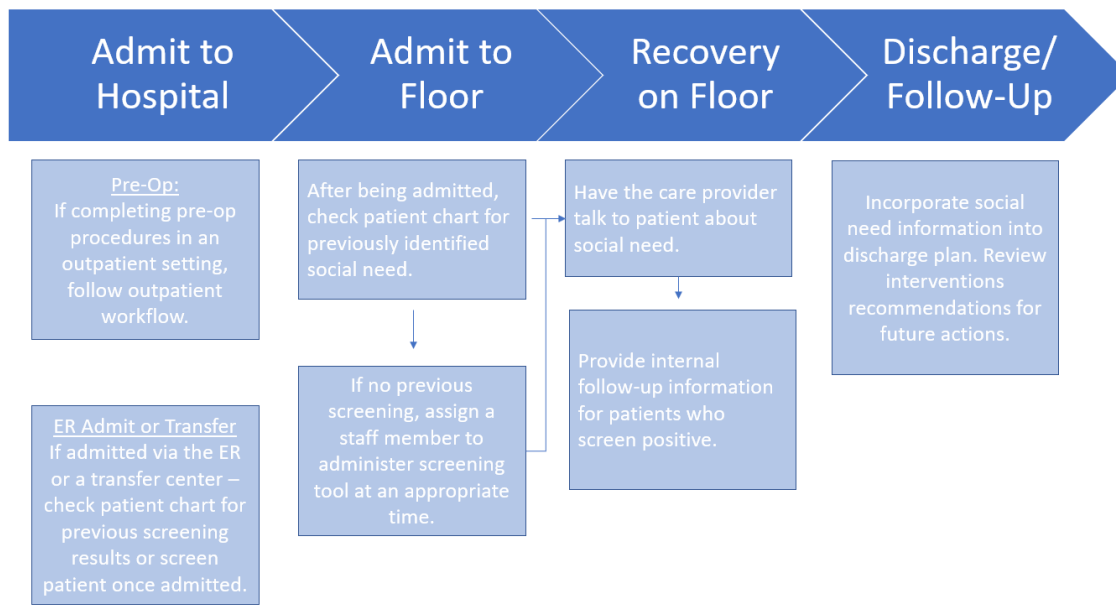 Admit to
Hospital
Admit to
Floor
Recovery
on Floor
Discharge/
Follow-Up
Pre-Op:
If completing pre-op
procedures in an
outpatient setting,
follow outpatient
workflow.
ER Admit or Transfer
If admitted via the ER
or a transfer center –
check patient chart for
previous screening
results or screen
patient once admitted.
After being admitted,
check patient chart for
previously identified
social need.
If no previous
screening, assign a
staff member to
administer screening
tool at an appropriate
time.
Have the care provider
talk to patient about
social need.
Provide internal
follow-up information
for patients who
screen positive.
Incorporate social
need information into
discharge plan. Review
interventions
recommendations for
future actions.